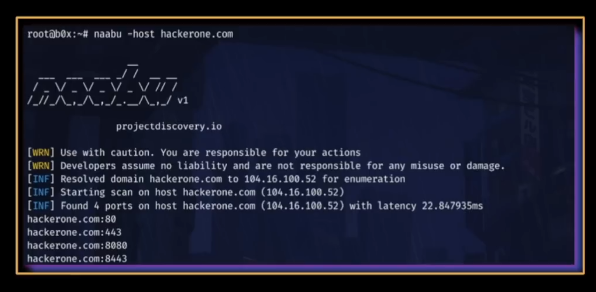 root@b0x:~# naabu -host hackerone.com
naabu v1
projectdiscovery.io
[WRN] Use with caution. You are responsible for your actions
[WRN] Developers assume no liability and are not responsible for any misuse or damage.
[INF] Resolved domain hackerone.com to 104.16.100.52 for enumeration
[INF] Starting scan on host hackerone.com (104.16.100.52)
[INF] Found 4 ports on host hackerone.com (104.16.100.52) with latency 22.847935ms
hackerone.com:80
hackerone.com:443
hackerone.com:8080
hackerone.com:8443